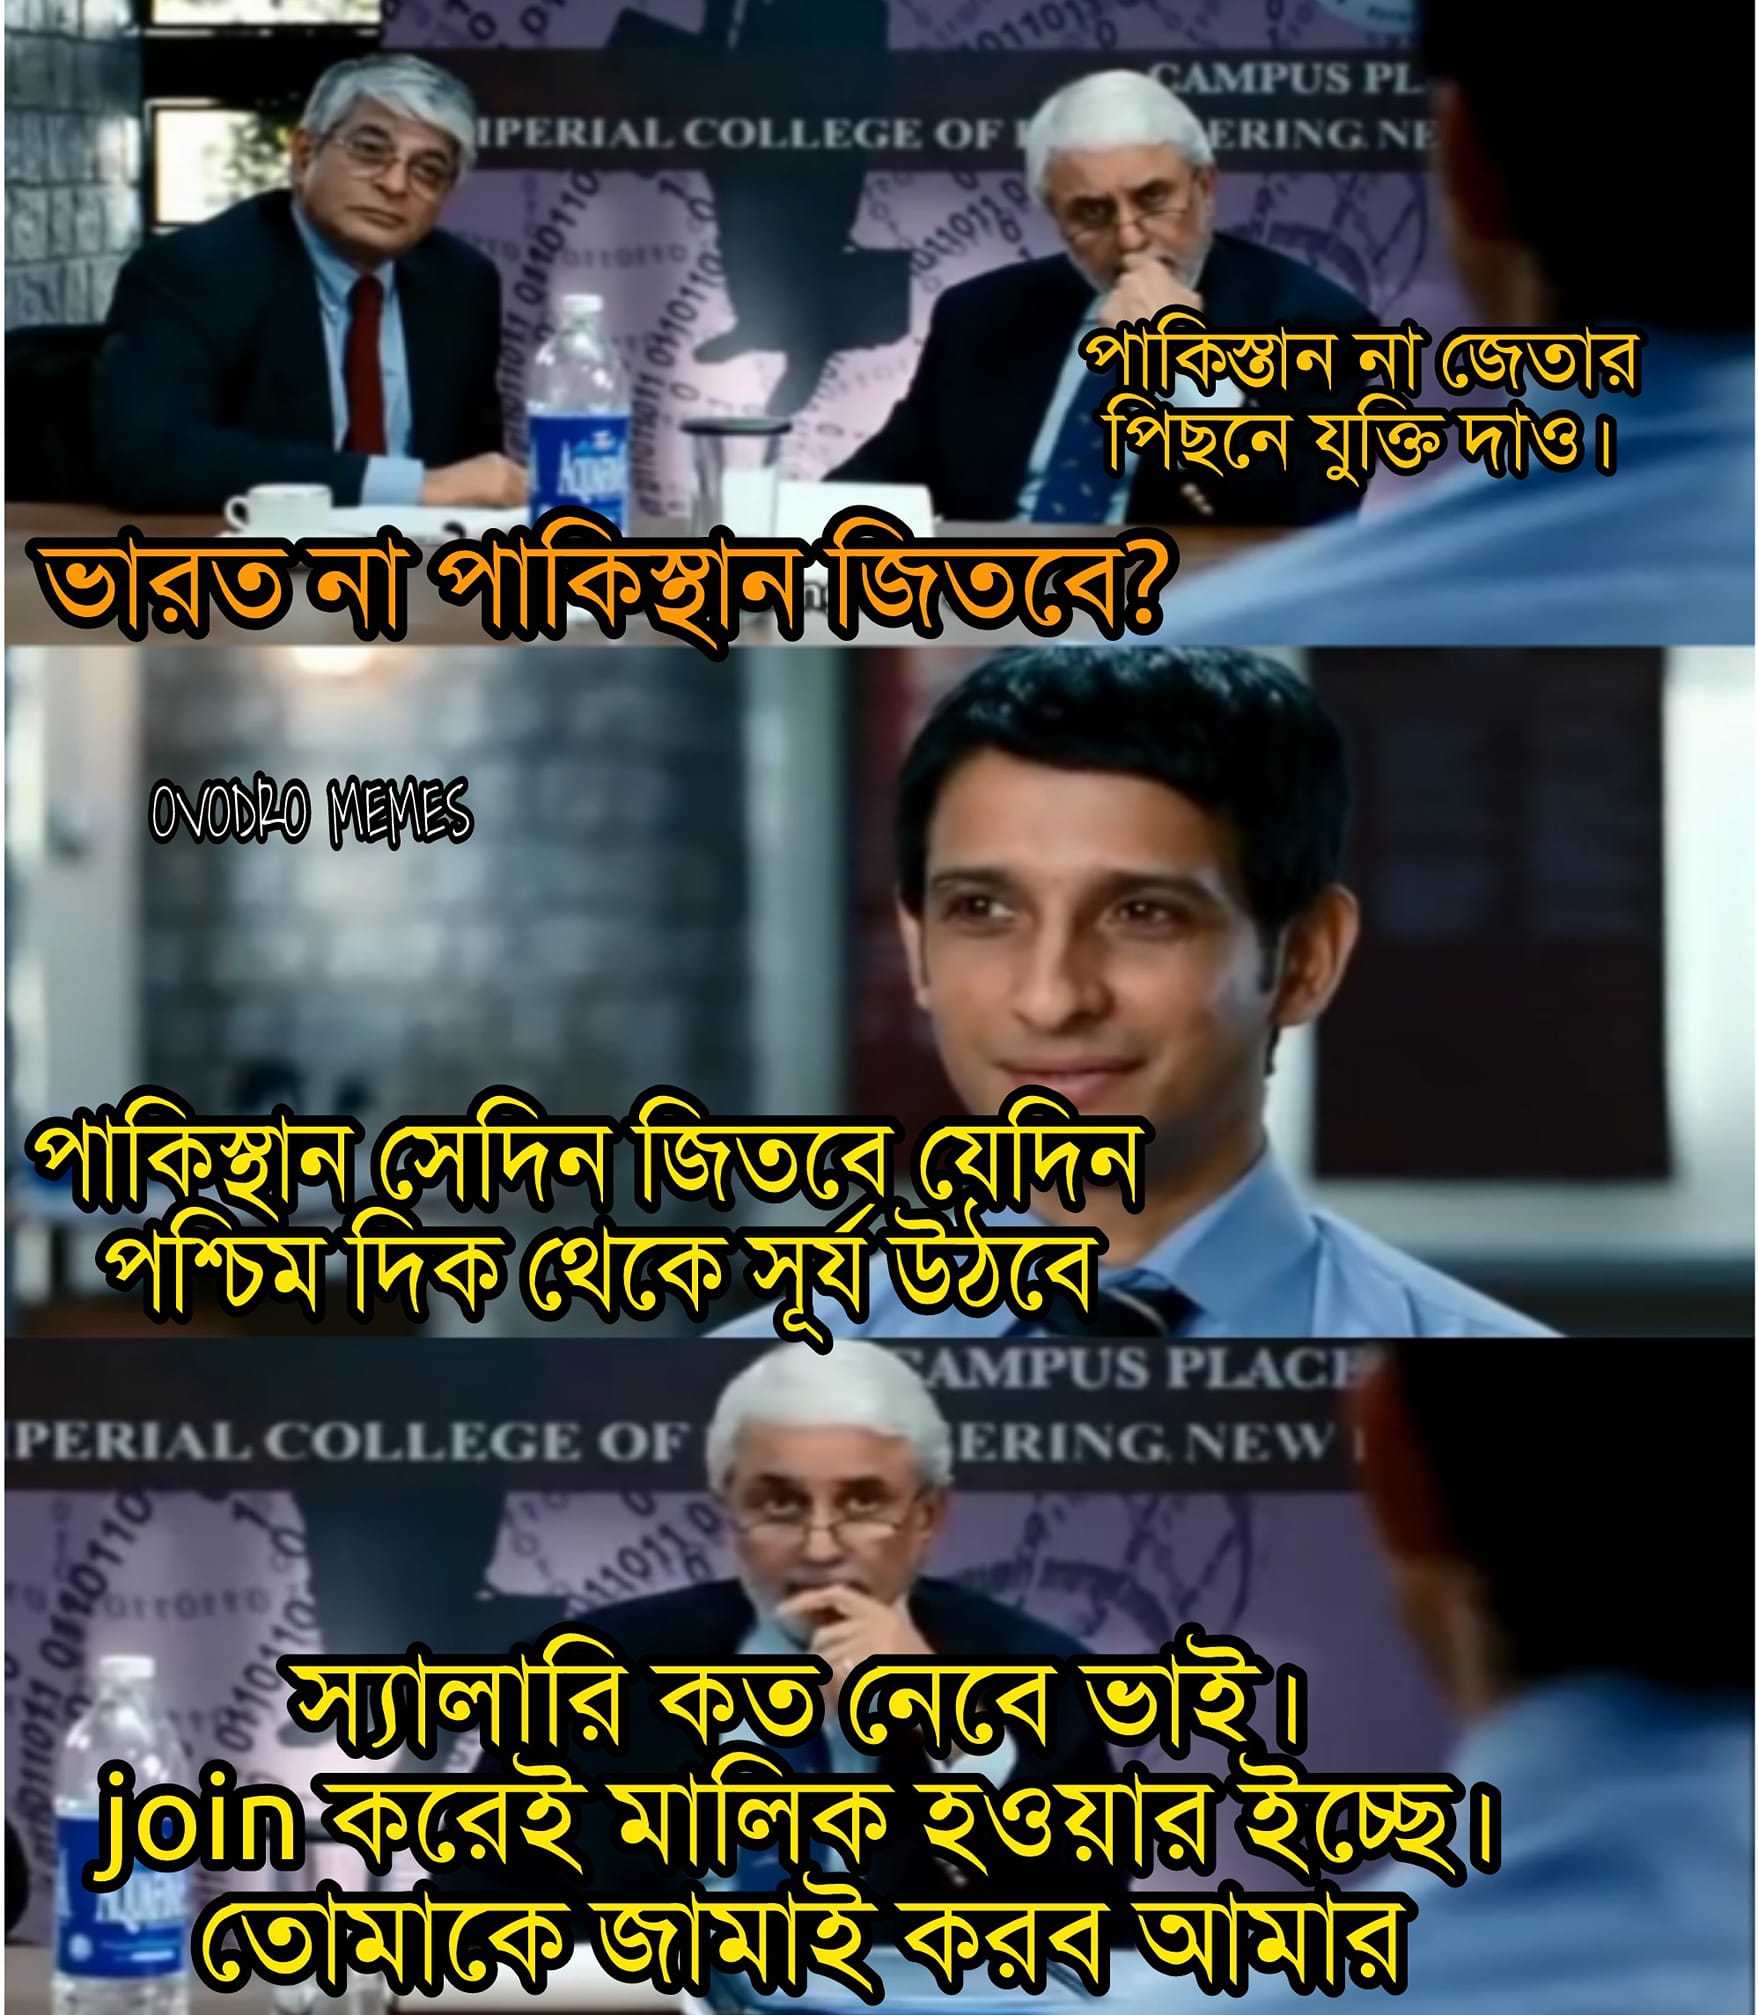 CAMPUS PL
IPERIAL COLLEGE OF
ERING. NE
পাকিস্তান না জেতার
পিছনে যুক্তি দাও।
ভারত না পাকিস্থান জিতবে?
OVODRO MEMES
পাকিস্থান সেদিন জিতবে যেদিন
পশ্চিম দিক থেকে সূর্য উঠবে
CAMPUS PLACE
PERIAL COLLEGE OF
ERING. NEW
স্যালারি কত নেবে ভাই।
join করেই মালিক হওয়ার ইচ্ছে।
তোমাকে জামাই করব আমার